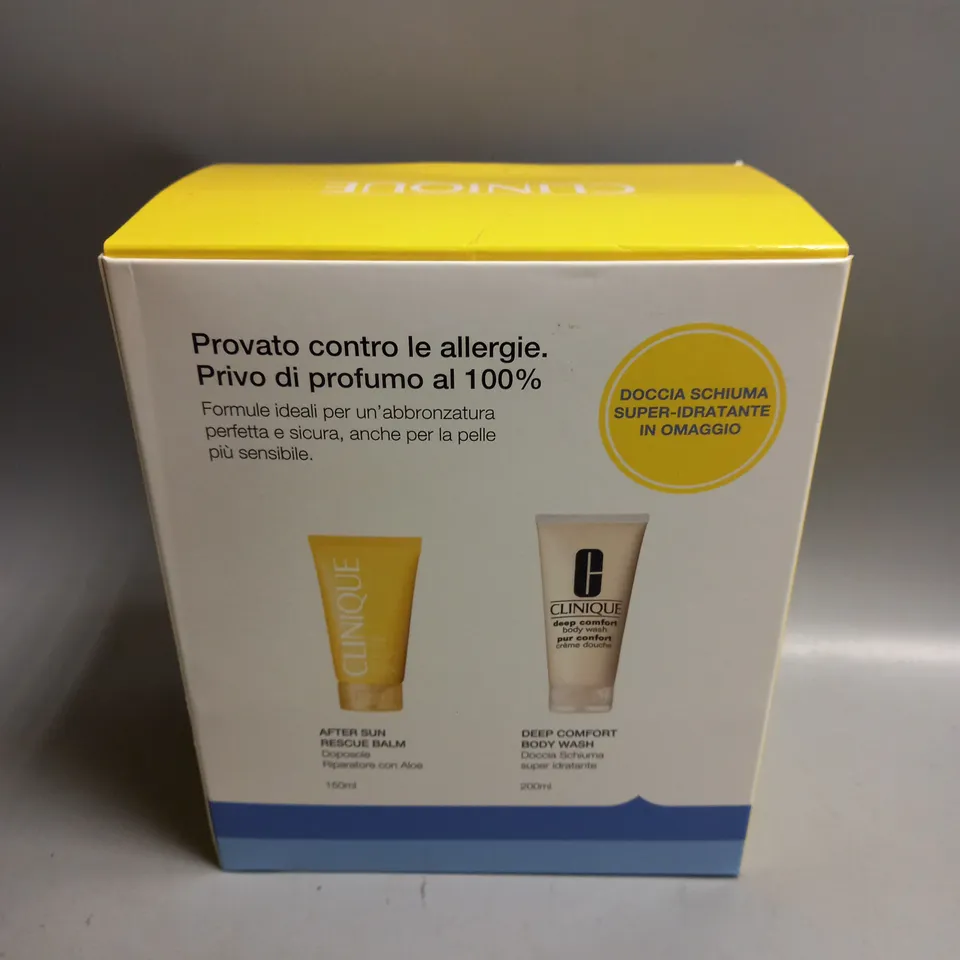 CLINIQUE
Provato contro le allergie.
Privo di profumo al 100%
Formule ideali per un'abbronzatura
perfetta e sicura, anche per la pelle
più sensibile.
DOCCIA SCHIUMA
SUPER-IDRATANTE
IN OMAGGIO
CLINIQUE
C
CLINIQUE
deep comfort
body wash
pur confort
crème douche
AFTER SUN
RESCUE BALM
Doposole
Riparatore con Aloe
150ml
DEEP COMFORT
BODY WASH
Doccia Schiuma
super idratante
200ml